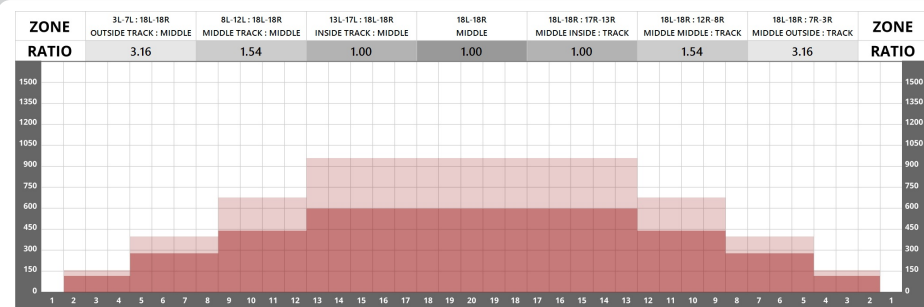 ZONE 3L-7L : 18L-18R 8L-12L : 18L-18R 13L-17L : 18L-18R 18L-18R 18L-18R : 17R-13R 18L-18R : 12R-8R 18L-18R : 7R-3R ZONE
OUTSIDE TRACK : MIDDLE MIDDLE TRACK : MIDDLE INSIDE TRACK : MIDDLE MIDDLE MIDDLE INSIDE : TRACK MIDDLE MIDDLE : TRACK MIDDLE OUTSIDE : TRACK
RATIO 3.16 1.54 1.00 1.00 1.00 1.54 3.16 RATIO
1500 1500
1350 1350
1200 1200
1050 1050
900 900
750 750
600 600
450 450
300 300
150 150
0 0
1 2 3 4 5 6 7 8 9 10 11 12 13 14 15 16 17 18 19 20 19 18 17 16 15 14 13 12 11 10 9 8 7 6 5 4 3 2 1